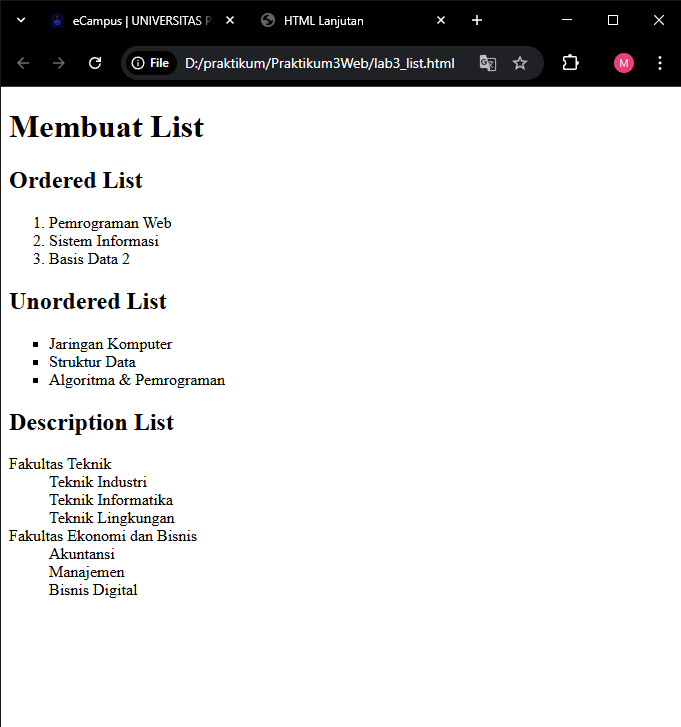 eCampus | UNIVERSITAS P
HTML Lanjutan
File D:/praktikum/Praktikum3Web/lab3_list.html
M
Membuat List
Ordered List
1. Pemrograman Web
2. Sistem Informasi
3. Basis Data 2
Unordered List
Jaringan Komputer
Struktur Data
Algoritma & Pemrograman
Description List
Fakultas Teknik
Teknik Industri
Teknik Informatika
Teknik Lingkungan
Fakultas Ekonomi dan Bisnis
Akuntansi
Manajemen
Bisnis Digital